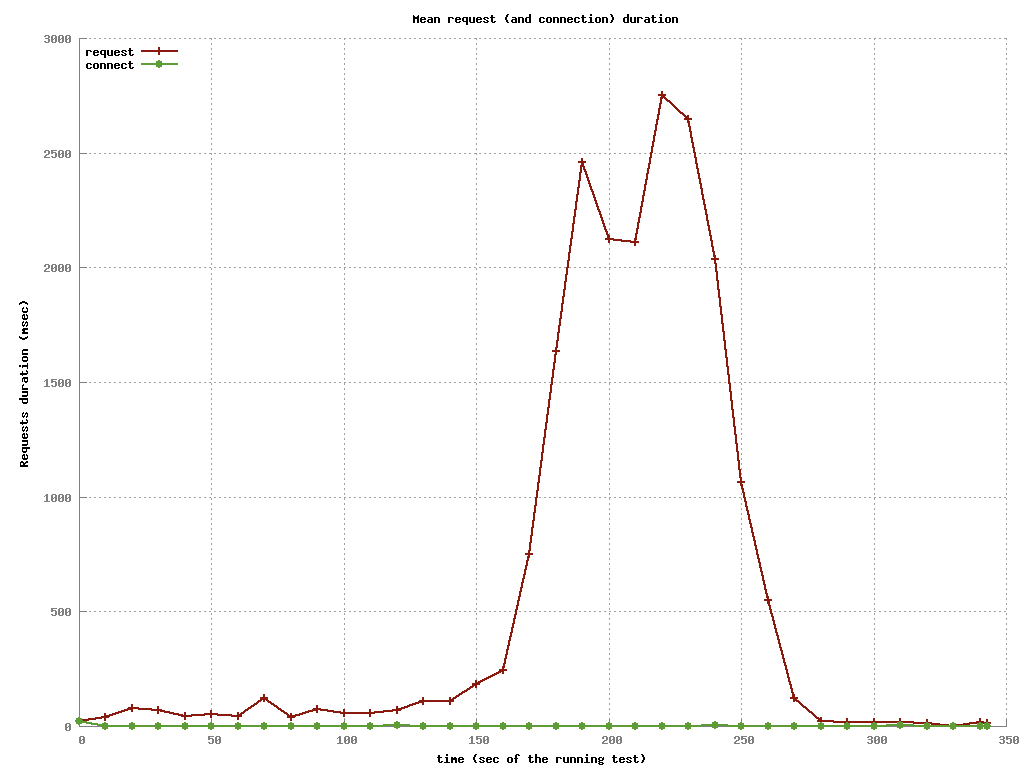 Mean request (and connection) duration
request
connect
3000
2500
2000
1500
1000
500
0
Requests duration (msec)
0 50 100 150 200 250 300 350
time (sec of the running test)